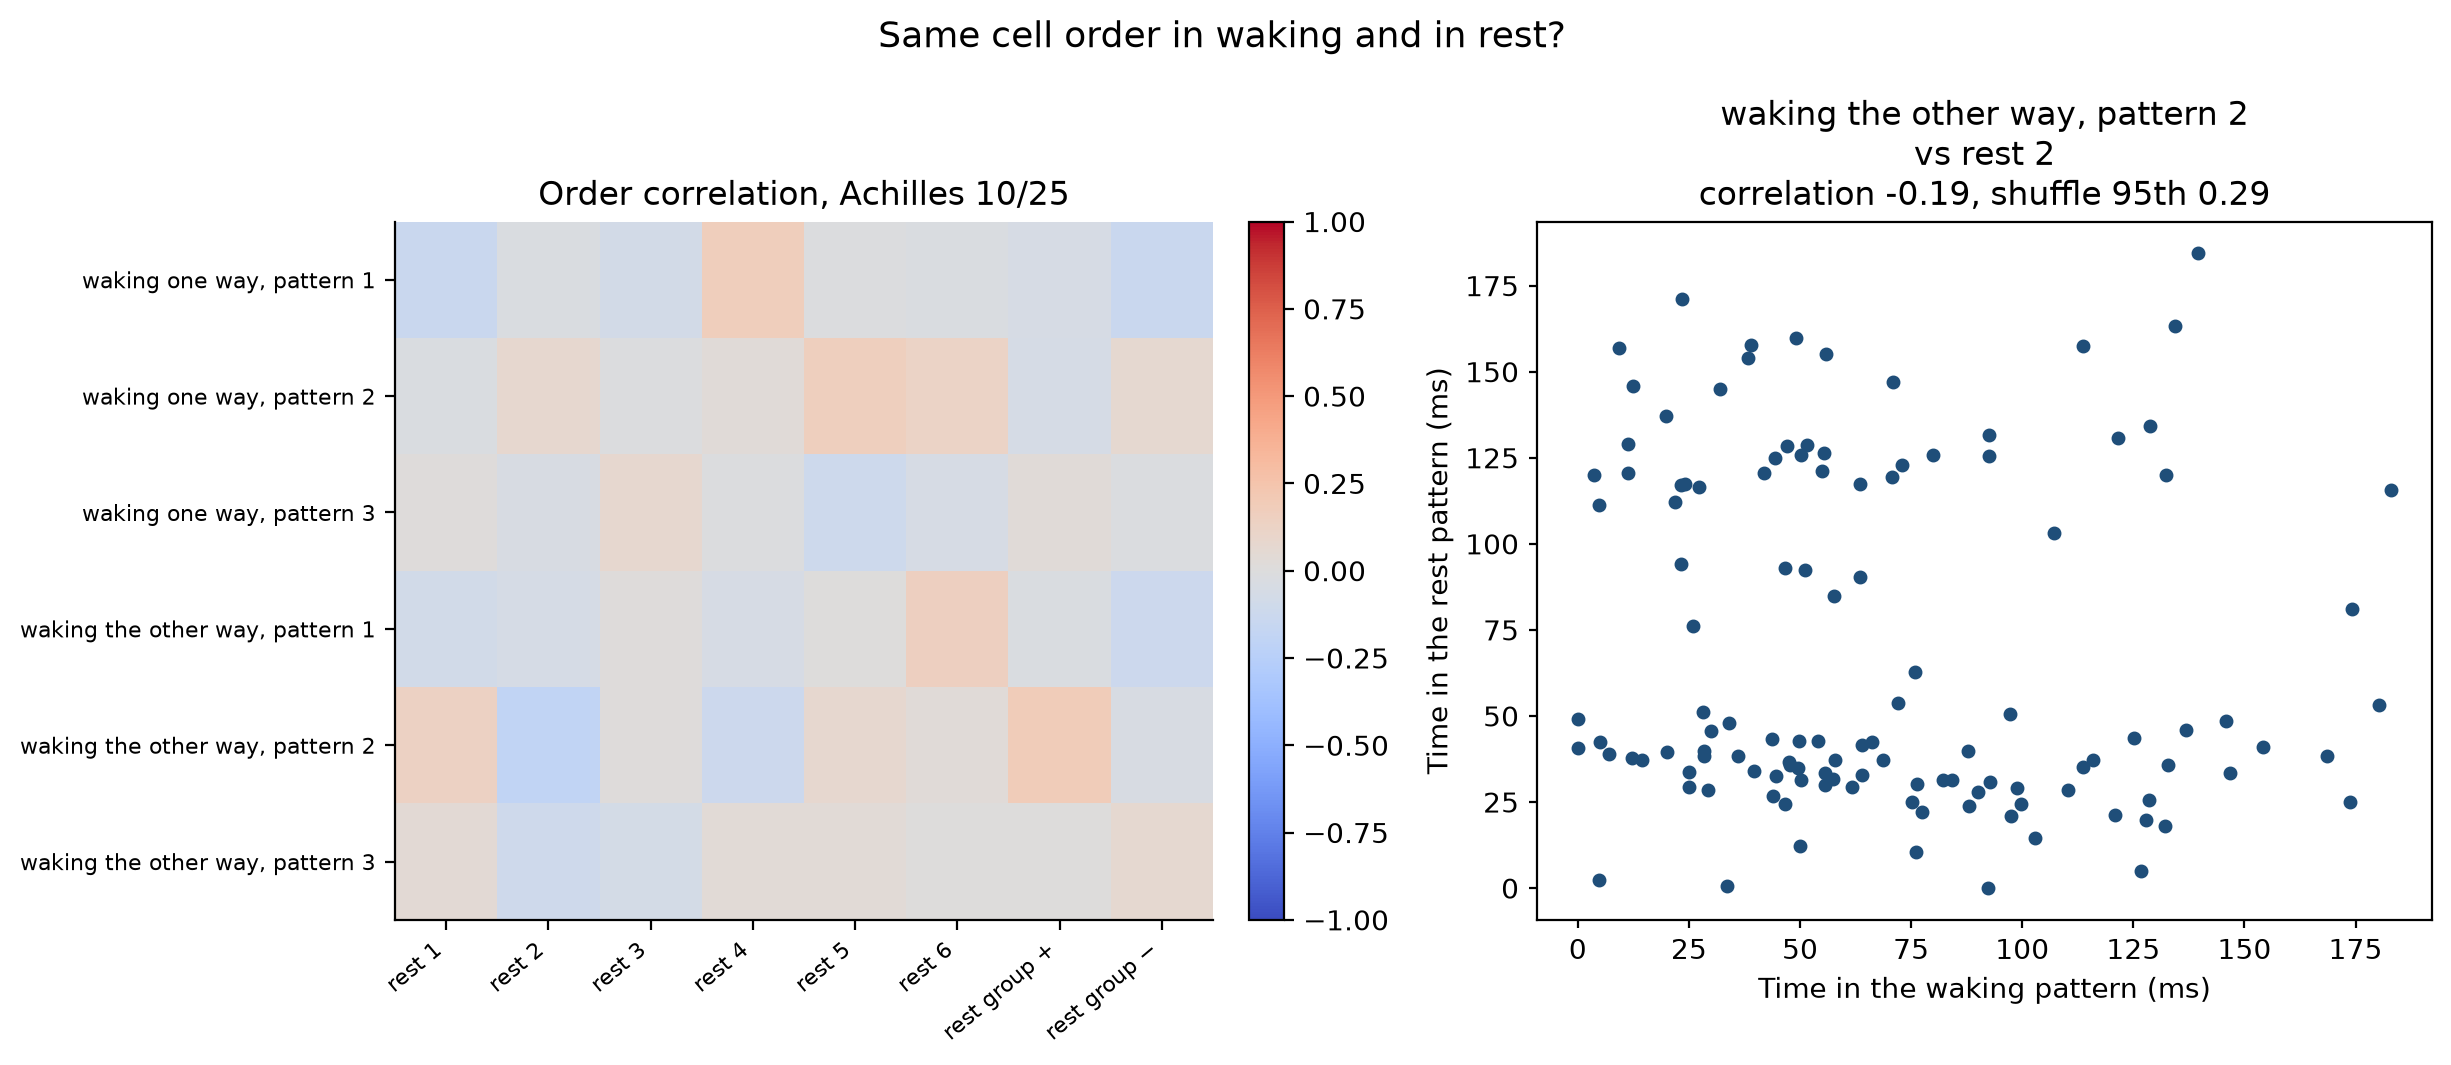 Same cell order in waking and in rest?
Order correlation, Achilles 10/25
waking one way, pattern 1
waking one way, pattern 2
waking one way, pattern 3
waking the other way, pattern 1
waking the other way, pattern 2
waking the other way, pattern 3
rest 1
rest 2
rest 3
rest 4
rest 5
rest 6
rest group +
rest group −
1.00
0.75
0.50
0.25
0.00
−0.25
−0.50
−0.75
−1.00
waking the other way, pattern 2
vs rest 2
correlation -0.19, shuffle 95th 0.29
Time in the rest pattern (ms)
175
150
125
100
75
50
25
0
0
25
50
75
100
125
150
175
Time in the waking pattern (ms)